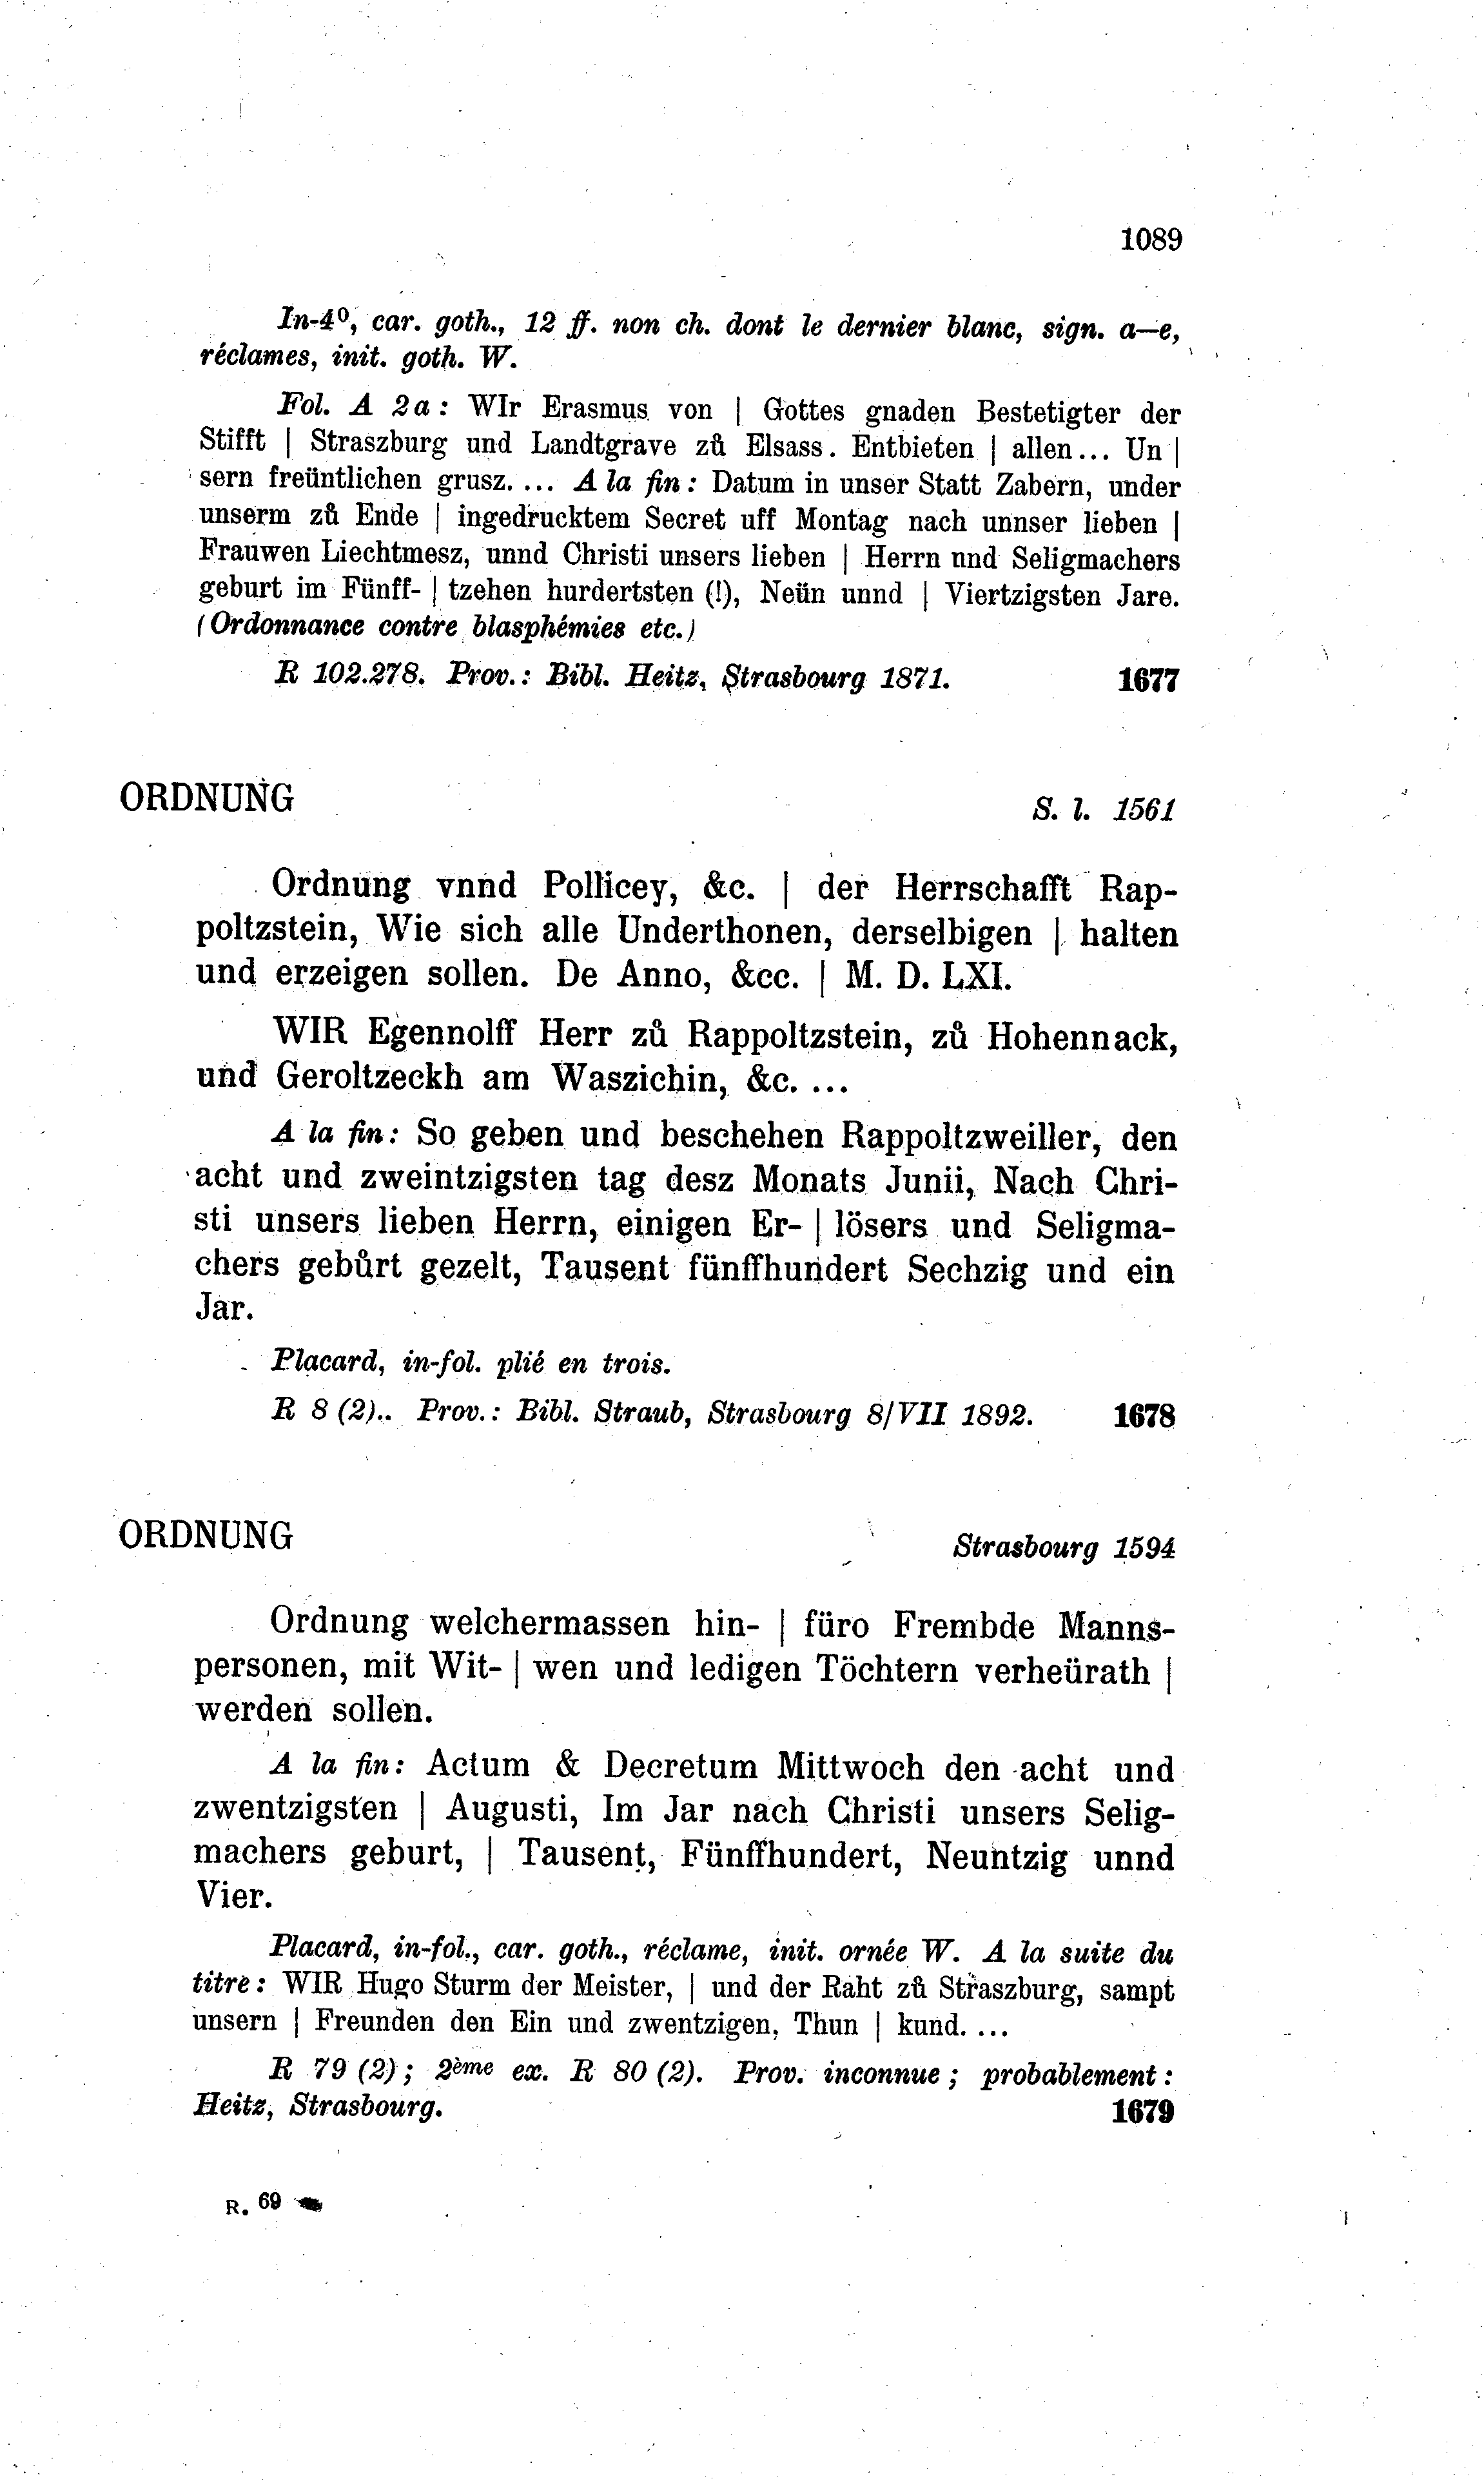 1089
In-4⁰, car. goth., 12 ff. non ch. dont le dernier blanc, sign. a—e,
réclames, init. goth. W.
Fol. A 2a: WIr Erasmus von | Gottes gnaden Bestetigter der
Stifft | Straszburg und Landtgrave zů Elsass. Entbieten | allen... Un |
sern freüntlichen grusz. ... A la fin: Datum in unser Statt Zabern, under
unserm zů Ende | ingedrucktem Secret uff Montag nach unnser lieben |
Frauwen Liechtmesz, unnd Christi unsers lieben | Herrn nnd Seligmachers
geburt im Fünff- | tzehen hurdertsten (!), Neün unnd | Viertzigsten Jare.
(Ordonnance contre blasphémies etc.)
R 102.278. Prov.: Bibl. Heitz, Strasbourg 1871. 1677
ORDNUNG S. l. 1561
Ordnung vnnd Pollicey, &c. | der Herrschafft Rap-
poltzstein, Wie sich alle Underthonen, derselbigen | halten
und erzeigen sollen. De Anno, &cc. | M. D. LXI.
WIR Egennolff Herr zů Rappoltzstein, zů Hohennack,
und Geroltzeckh am Waszichin, &c. ...
A la fin: So geben und beschehen Rappoltzweiller, den
acht und zweintzigsten tag desz Monats Junii, Nach Chri-
sti unsers lieben Herrn, einigen Er- | lösers und Seligma-
chers gebůrt gezelt, Tausent fünffhundert Sechzig und ein
Jar.
Placard, in-fol. plié en trois.
R 8 (2).. Prov.: Bibl. Straub, Strasbourg 8/VII 1892. 1678
ORDNUNG Strasbourg 1594
Ordnung welchermassen hin- | füro Frembde Manns-
personen, mit Wit- | wen und ledigen Töchtern verheürath |
werden sollen.
A la fin: Actum & Decretum Mittwoch den acht und
zwentzigsten | Augusti, Im Jar nach Christi unsers Selig-
machers geburt, | Tausent, Fünffhundert, Neuntzig unnd
Vier.
Placard, in-fol., car. goth., réclame, init. ornée W. A la suite du
titre: WIR Hugo Sturm der Meister, | und der Raht zů Straszburg, sampt
unsern | Freunden den Ein und zwentzigen, Thun | kund. ...
R 79 (2); 2ème ex. R 80 (2). Prov. inconnue; probablement:
Heitz, Strasbourg. 1679
R. 69